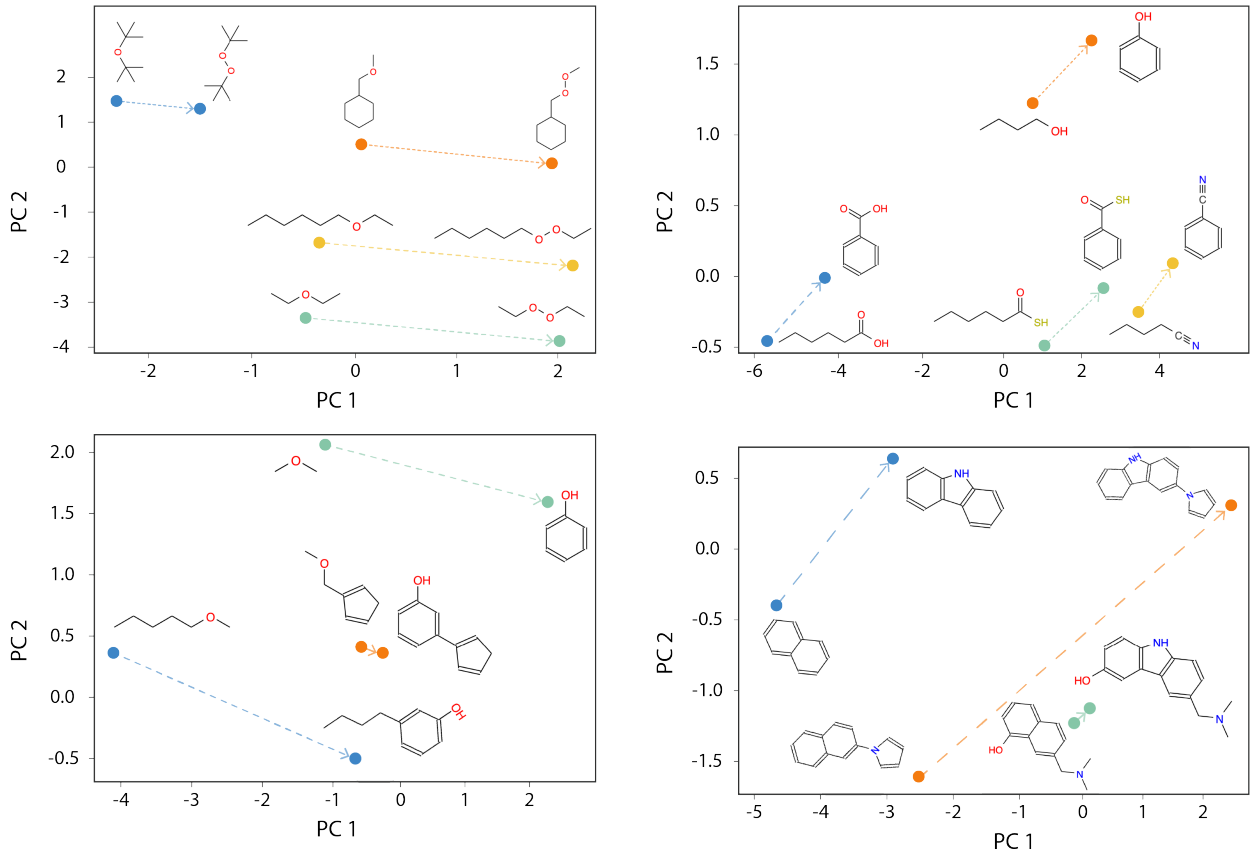 PC 2
2
1
0
-1
-2
-3
-4
O
O
O
O
O
O
O
O O
O
O O
-2 -1 0 1 2
PC 1
PC 2
1.5
1.0
0.5
0.0
-0.5
OH
OH
O OH
O SH
N
C
O
OH
O
SH
C
N
-6 -4 -2 0 2 4
PC 1
PC 2
2.0
1.5
1.0
0.5
0.0
-0.5
O
OH
O
OH
O
OH
-4 -3 -2 -1 0 1 2
PC 1
PC 2
0.5
0.0
-0.5
-1.0
-1.5
NH
NH
N
NH
HO
N
N
HO
N
-5 -4 -3 -2 -1 0 1 2
PC 1